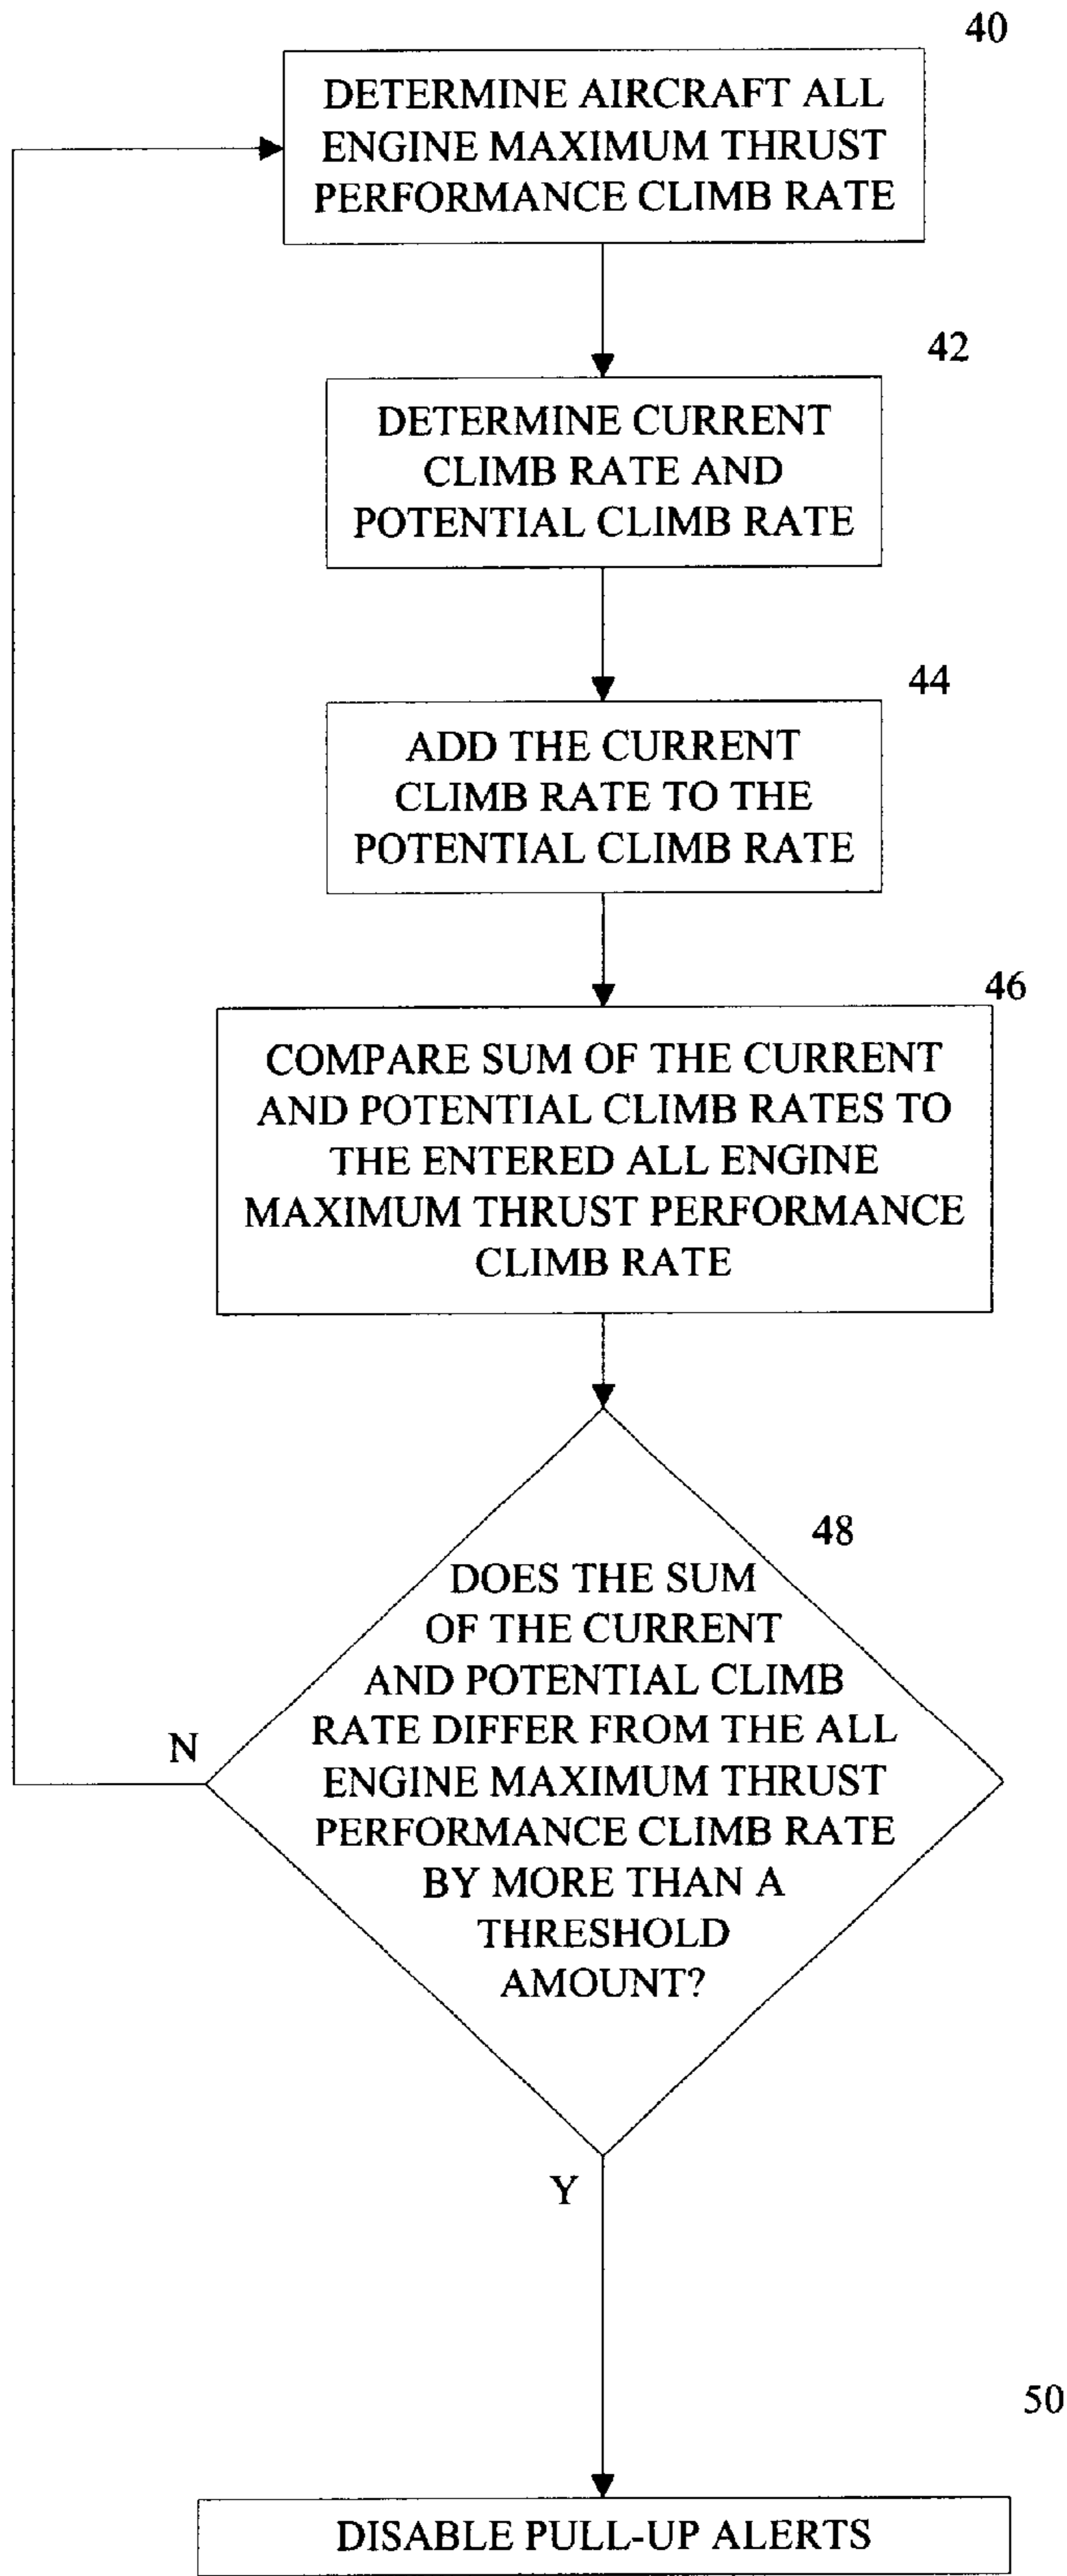 40
DETERMINE AIRCRAFT ALL
ENGINE MAXIMUM THRUST
PERFORMANCE CLIMB RATE
42
DETERMINE CURRENT
CLIMB RATE AND
POTENTIAL CLIMB RATE
44
ADD THE CURRENT
CLIMB RATE TO THE
POTENTIAL CLIMB RATE
46
COMPARE SUM OF THE CURRENT
AND POTENTIAL CLIMB RATES TO
THE ENTERED ALL ENGINE
MAXIMUM THRUST PERFORMANCE
CLIMB RATE
48
DOES THE SUM
OF THE CURRENT
AND POTENTIAL CLIMB
RATE DIFFER FROM THE ALL
ENGINE MAXIMUM THRUST
PERFORMANCE CLIMB RATE
BY MORE THAN A
THRESHOLD
AMOUNT?
N
Y
50
DISABLE PULL-UP ALERTS